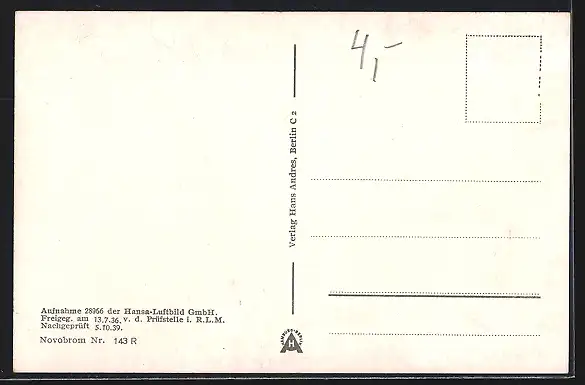 4,-
Verlag Hans Andres, Berlin C 2
Aufnahme 28966 der Hansa-Luftbild GmbH.
Freigeg. am 13.7.36. v. d. Prüfstelle i. R.L.M.
Nachgeprüft 5.10.39.
Novobrom Nr. 143 R